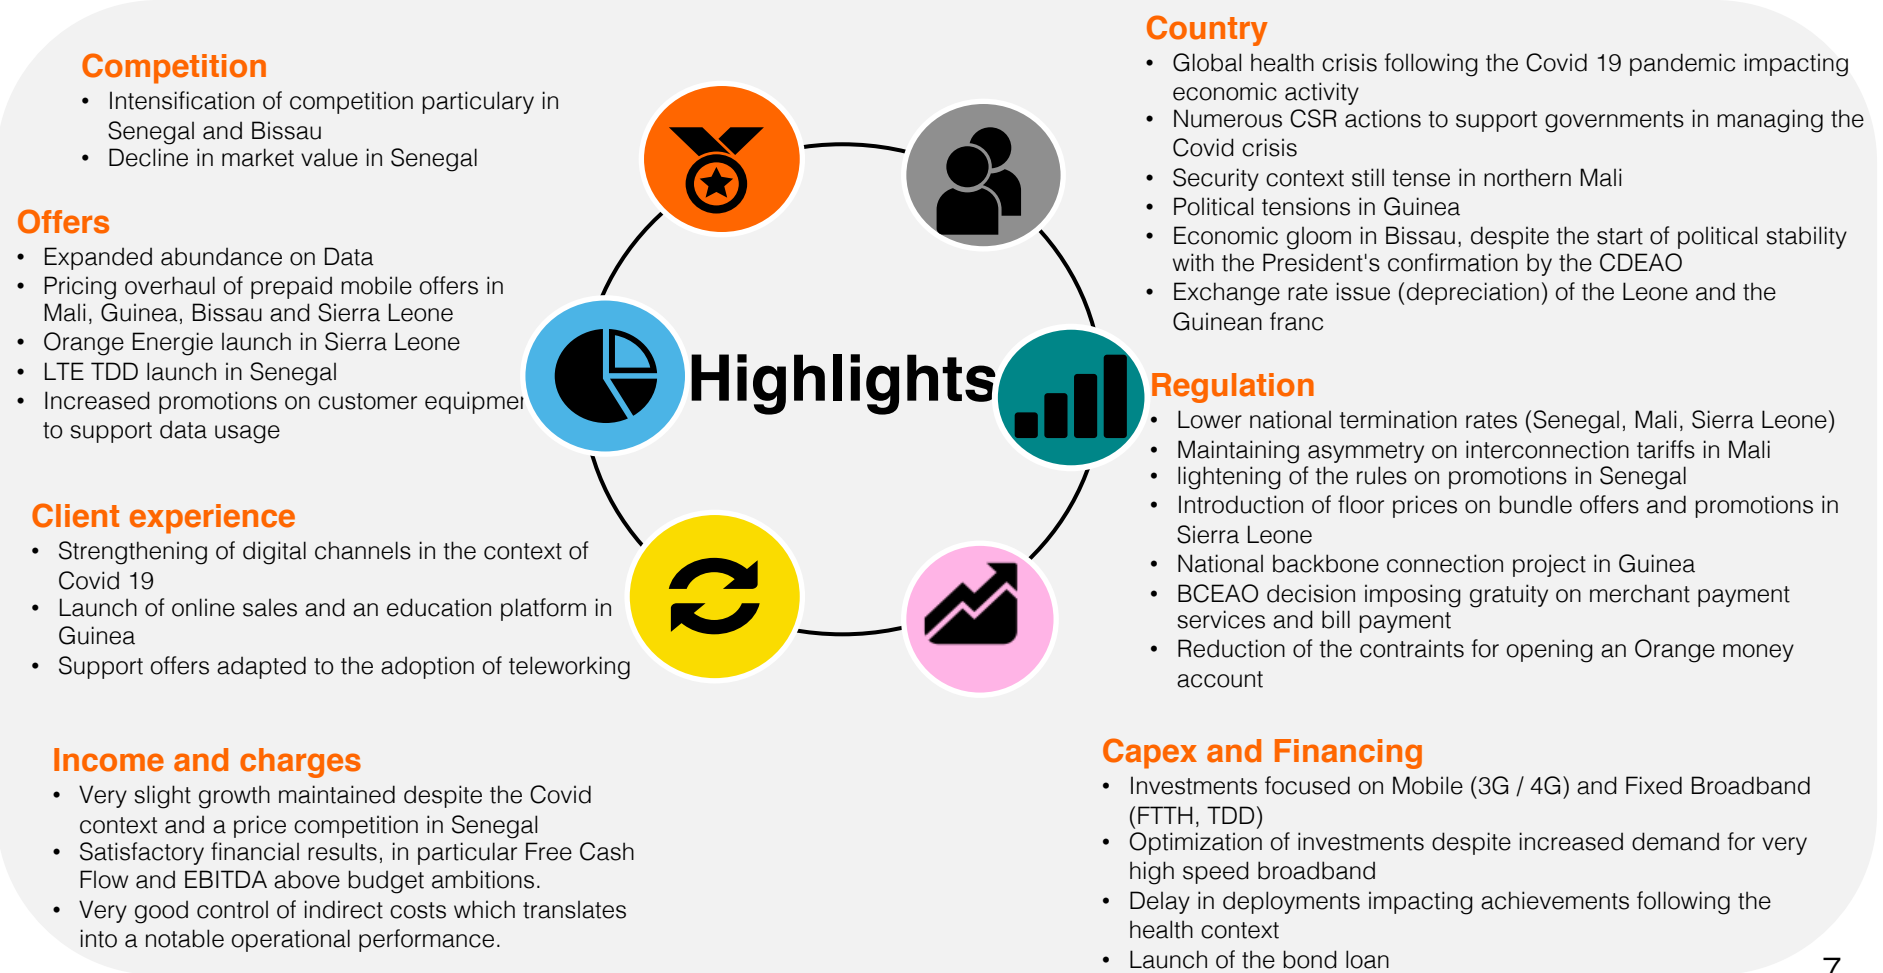 Competition
• Intensification of competition particulary in
Senegal and Bissau
• Decline in market value in Senegal
Offers
• Expanded abundance on Data
• Pricing overhaul of prepaid mobile offers in
Mali, Guinea, Bissau and Sierra Leone
• Orange Energie launch in Sierra Leone
• LTE TDD launch in Senegal
• Increased promotions on customer equipmen
to support data usage
Client experience
• Strengthening of digital channels in the context of
Covid 19
• Launch of online sales and an education platform in
Guinea
• Support offers adapted to the adoption of teleworking
Income and charges
• Very slight growth maintained despite the Covid
context and a price competition in Senegal
• Satisfactory financial results, in particular Free Cash
Flow and EBITDA above budget ambitions.
• Very good control of indirect costs which translates
into a notable operational performance.
Highlights
Country
• Global health crisis following the Covid 19 pandemic impacting
economic activity
• Numerous CSR actions to support governments in managing the
Covid crisis
• Security context still tense in northern Mali
• Political tensions in Guinea
• Economic gloom in Bissau, despite the start of political stability
with the President's confirmation by the CDEAO
• Exchange rate issue (depreciation) of the Leone and the
Guinean franc
Regulation
• Lower national termination rates (Senegal, Mali, Sierra Leone)
• Maintaining asymmetry on interconnection tariffs in Mali
• lightening of the rules on promotions in Senegal
• Introduction of floor prices on bundle offers and promotions in
Sierra Leone
• National backbone connection project in Guinea
• BCEAO decision imposing gratuity on merchant payment
services and bill payment
• Reduction of the contraints for opening an Orange money
account
Capex and Financing
• Investments focused on Mobile (3G / 4G) and Fixed Broadband
(FTTH, TDD)
• Optimization of investments despite increased demand for very
high speed broadband
• Delay in deployments impacting achievements following the
health context
• Launch of the bond loan
7